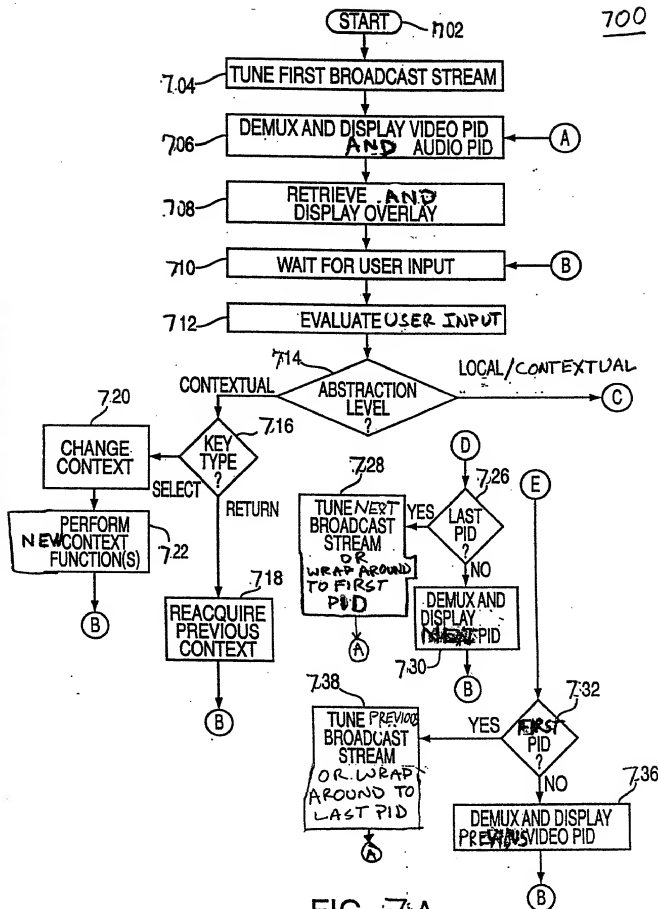 700
START
702
704
TUNE FIRST BROADCAST STREAM
706
DEMUX AND DISPLAY VIDEO PID
AND AUDIO PID
A
708
RETRIEVE AND
DISPLAY OVERLAY
710
WAIT FOR USER INPUT
B
712
EVALUATE USER INPUT
714
ABSTRACTION
LEVEL
?
CONTEXTUAL
LOCAL/CONTEXTUAL
C
716
KEY
TYPE
?
SELECT
RETURN
720
CHANGE
CONTEXT
PERFORM
NEW CONTEXT
FUNCTION(S)
722
B
718
REACQUIRE
PREVIOUS
CONTEXT
B
D
726
LAST
PID
?
YES
NO
728
TUNE NEXT
BROADCAST
STREAM
OR
WRAP AROUND
TO FIRST
PID
A
DEMUX AND
DISPLAY
PID
730
B
E
732
FIRST
PID
?
YES
NO
738
TUNE PREVIOUS
BROADCAST
STREAM
OR WRAP
AROUND TO
LAST PID
A
736
DEMUX AND DISPLAY
PREVIOUS VIDEO PID
B
FIG. 7A